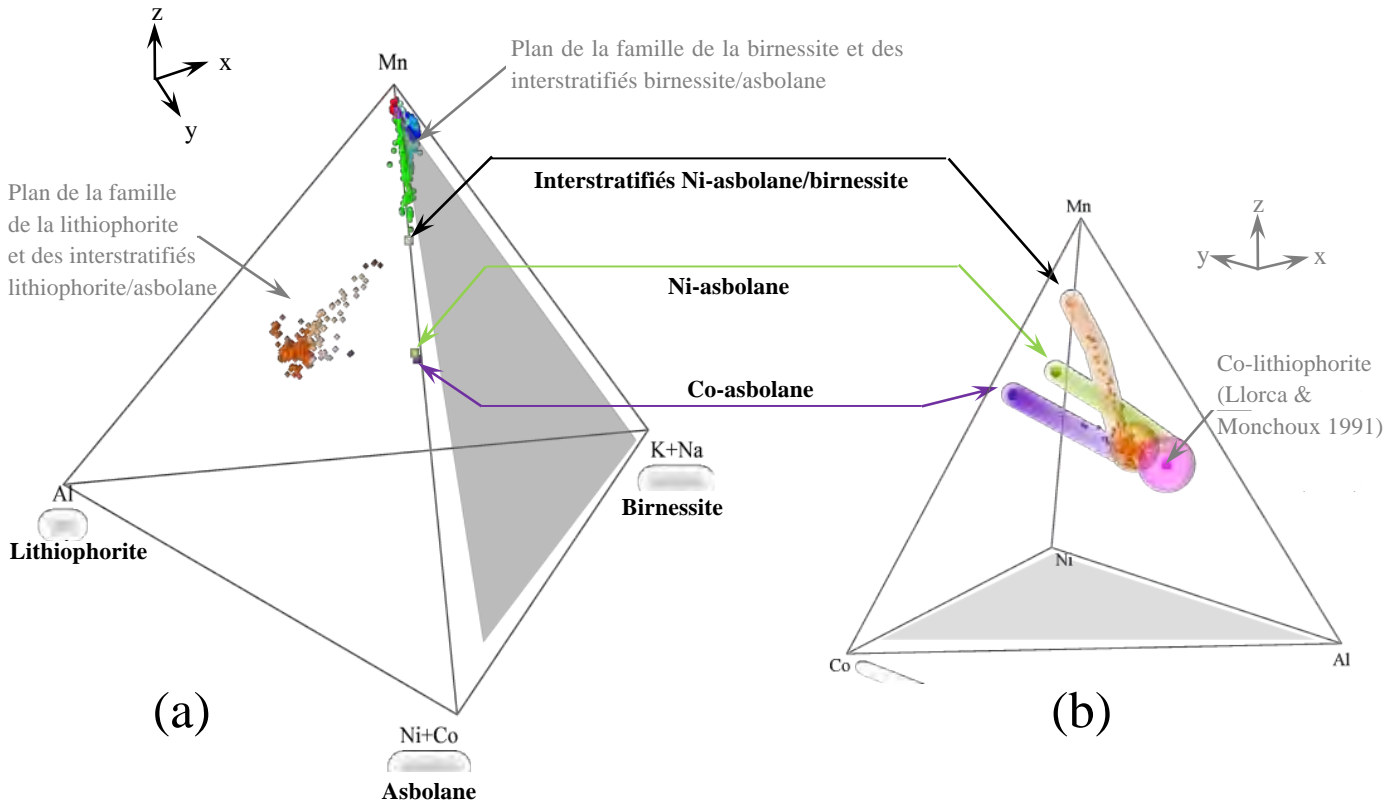 z
x
y
Mn
Plan de la famille de la birnessite et des
interstratifiés birnessite/asbolane
Plan de la famille
de la lithiophorite
et des interstratifiés
lithiophorite/asbolane
Interstratifiés Ni-asbolane/birnessite
Ni-asbolane
Co-asbolane
K+Na
Birnessite
Al
Lithiophorite
Ni+Co
Asbolane
(a)
Mn
z
y
x
Co-lithiophorite
(Llorca &
Monchoux 1991)
Ni
Co
Al
(b)